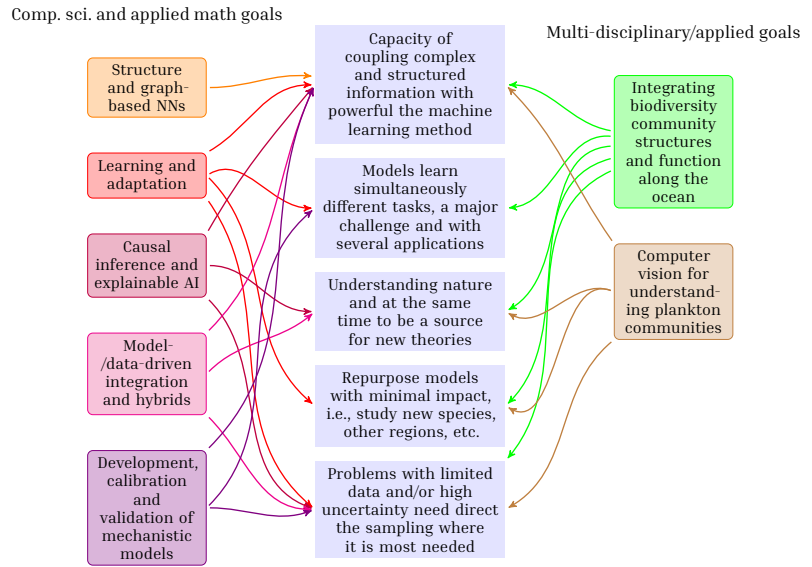 Comp. sci. and applied math goals
Structure
and graph-
based NNs
Learning and
adaptation
Causal
inference and
explainable AI
Model-
/data-driven
integration
and hybrids
Development,
calibration
and
validation of
mechanistic
models
Capacity of
coupling complex
and structured
information with
powerful the machine
learning method
Models learn
simultaneously
different tasks, a major
challenge and with
several applications
Understanding nature
and at the same
time to be a source
for new theories
Repurpose models
with minimal impact,
i.e., study new species,
other regions, etc.
Problems with limited
data and/or high
uncertainty need direct
the sampling where
it is most needed
Multi-disciplinary/applied goals
Integrating
biodiversity
community
structures
and function
along the
ocean
Computer
vision for
understand-
ing plankton
communities